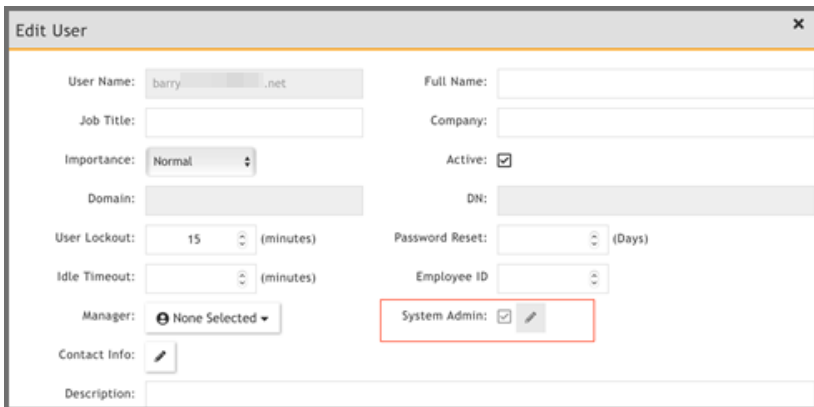 Edit User
User Name: barry .net Full Name:
Job Title: Company:
Importance: Normal Active:
Domain: DN:
User Lockout: 15 (minutes) Password Reset: (Days)
Idle Timeout: (minutes) Employee ID
Manager: None Selected System Admin:
Contact Info:
Description: